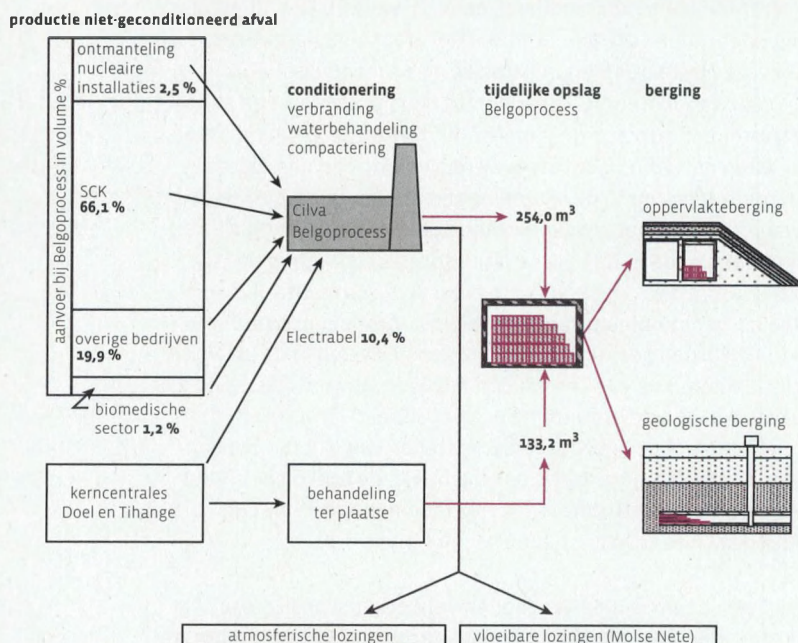 productie niet-geconditioneerd afval
ontmanteling
nucleaire
installaties 2,5 %
aanvoer bij Belgoprocess in volume %
SCK
66,1 %
overige bedrijven
19,9 %
biomedische
sector 1,2 %
kerncentrales
Doel en Tihange
behandeling
ter plaatse
conditionering
verbranding
waterbehandeling
compactering
Cilva
Belgoprocess
Electrabel 10,4 %
tijdelijke opslag
Belgoprocess
254,0 m³
133,2 m³
berging
oppervlakteberging
geologische berging
atmosferische lozingen
vloeibare lozingen (Molse Nete)